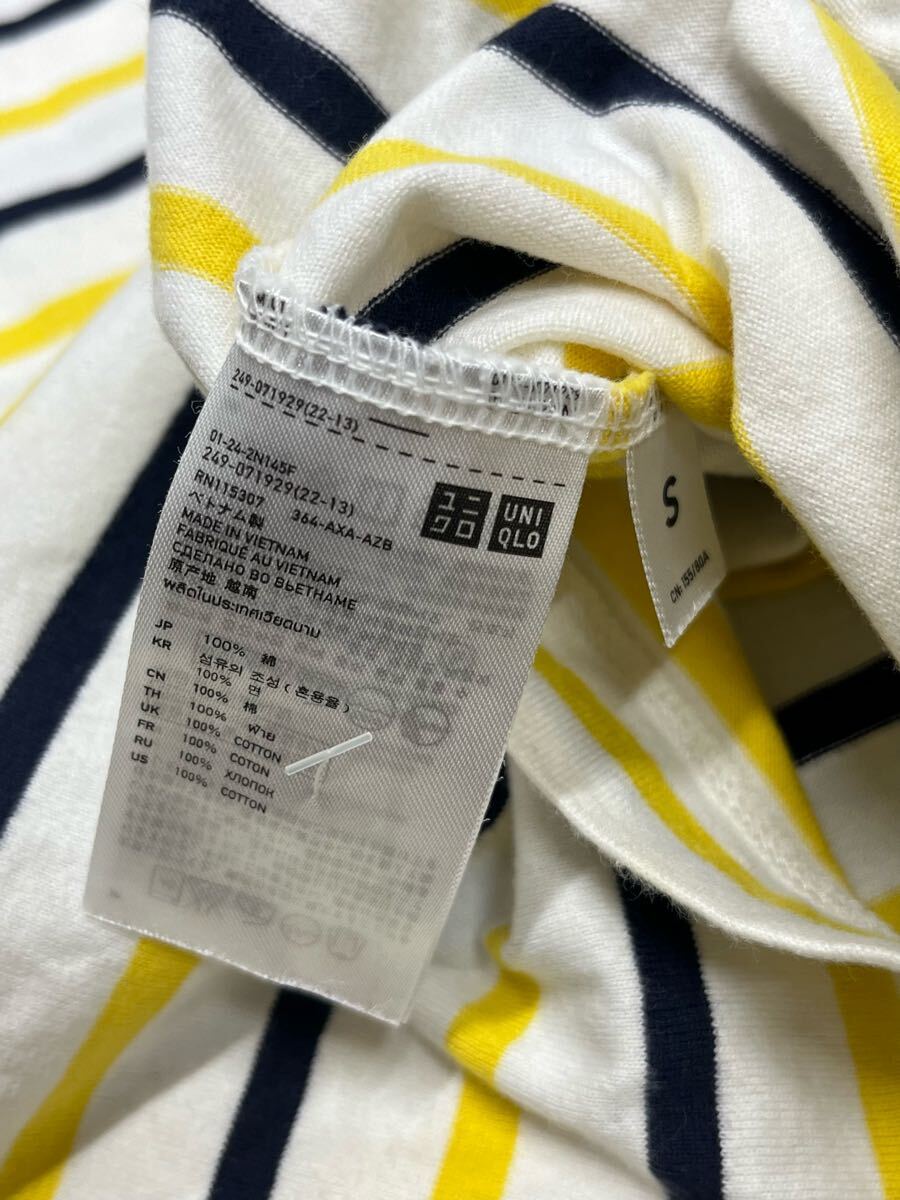 249-071929(22-13)
01-24-2N145F
249-071929(22-13)
RN115307 364-AXA-AZB
ベトナム製
MADE IN VIETNAM
FABRIQUÉ AU VIETNAM
СДЕЛАНО ВО ВЬЕТНАМЕ
原产地 越南
ผลิตในประเทศเวียดนาม
ユニクロ
UNIQLO
JP 100% 綿
KR 섬유의 조성(혼용율)
100% 면
CN 100% 棉
TH 100% ฝ้าย
UK 100% COTTON
FR 100% COTON
RU 100% ХЛОПОК
US 100% COTTON
S
CN: 155/80A